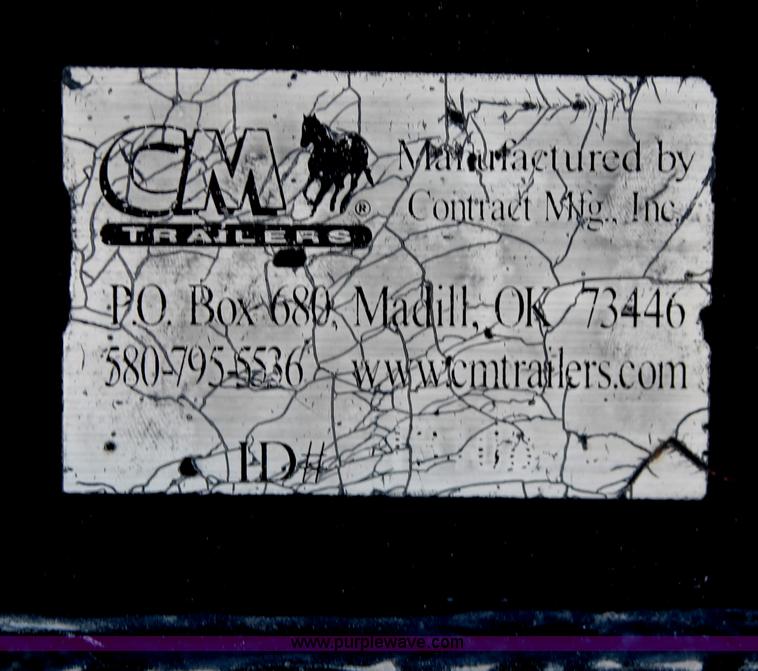 CM
TRAILERS ®
Manufactured by
Contract Mfg., Inc.
P.O. Box 680, Madill, OK 73446
580-795-5536 www.cmtrailers.com
ID#
www.purplewave.com